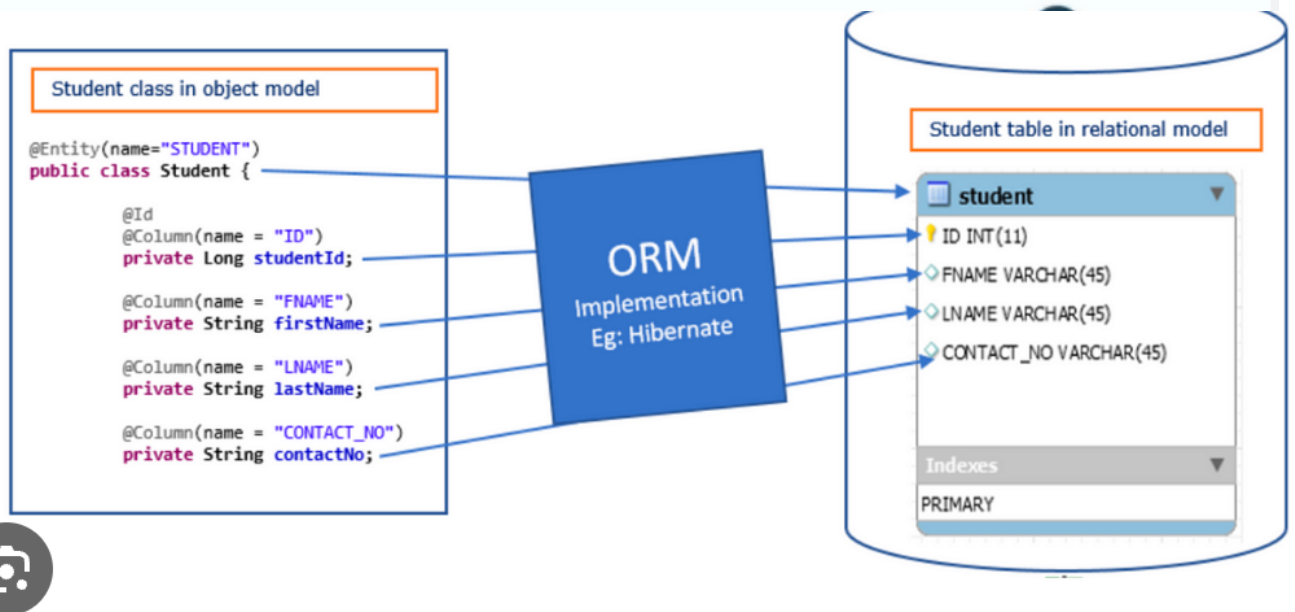 Student class in object model
@Entity(name="STUDENT")
public class Student {
@Id
@Column(name = "ID")
private Long studentId;
@Column(name = "FNAME")
private String firstName;
@Column(name = "LNAME")
private String lastName;
@Column(name = "CONTACT_NO")
private String contactNo;
ORM
Implementation
Eg: Hibernate
Student table in relational model
student
ID INT(11)
FNAME VARCHAR(45)
LNAME VARCHAR(45)
CONTACT_NO VARCHAR(45)
Indexes
PRIMARY